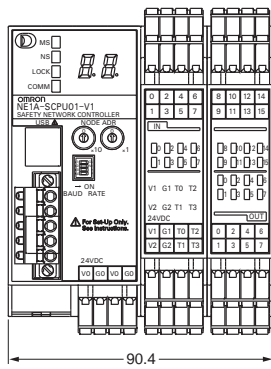 MS
NS
LOCK
COMM
8.8.
OMRON
NE1A-SCPU01-V1
SAFETY NETWORK CONTROLLER
USB NODE ADR
×10 ×1
ON
BAUD RATE
For Set-Up Only,
See Instructions.
24VDC
V0 G0 V0 G0
0 2 4 6
1 3 5 7
IN
0 2 4 6
1 3 5 7
V1 G1 T0 T2
V2 G2 T1 T3
24VDC
V1 G1 T0 T2
V2 G2 T1 T3
8 10 12 14
9 11 13 15
8 10 12 14
9 11 13 15
0 2 4 6
1 3 5 7
OUT
0 2 4 6
1 3 5 7
90.4